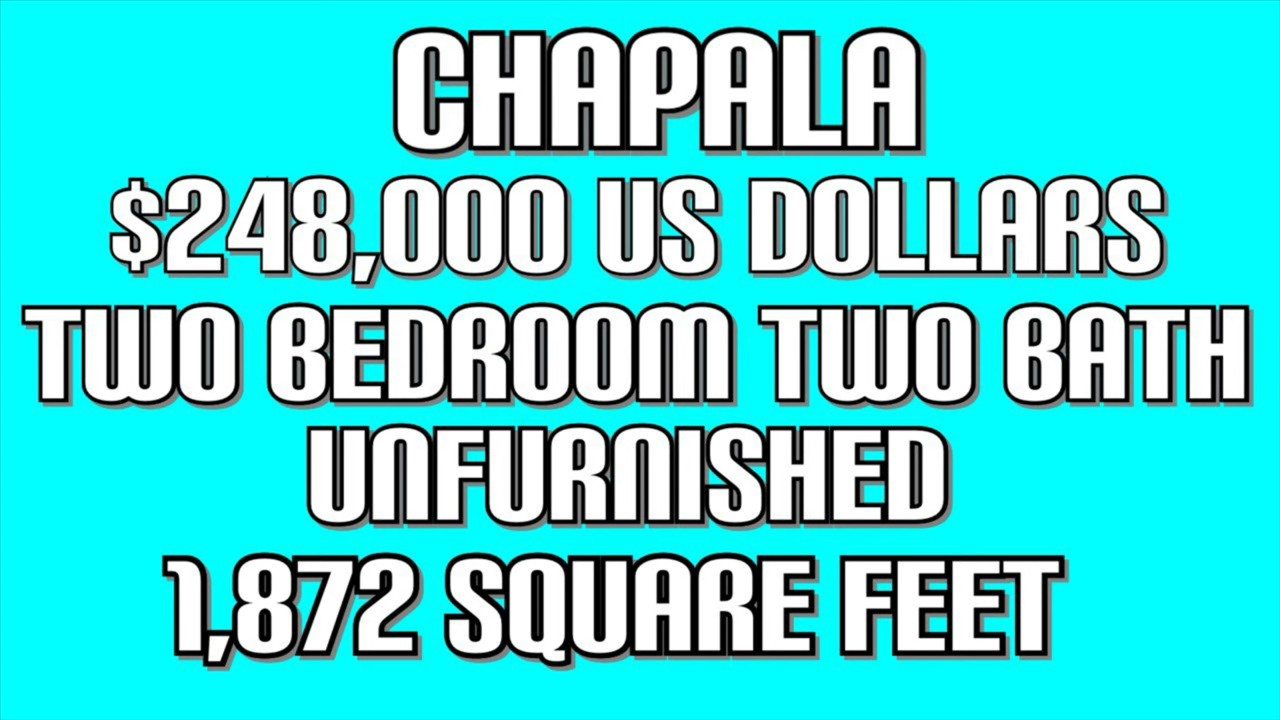 CHAPALA
$248,000 US DOLLARS
TWO BEDROOM TWO BATH
UNFURNISHED
1,872 SQUARE FEET